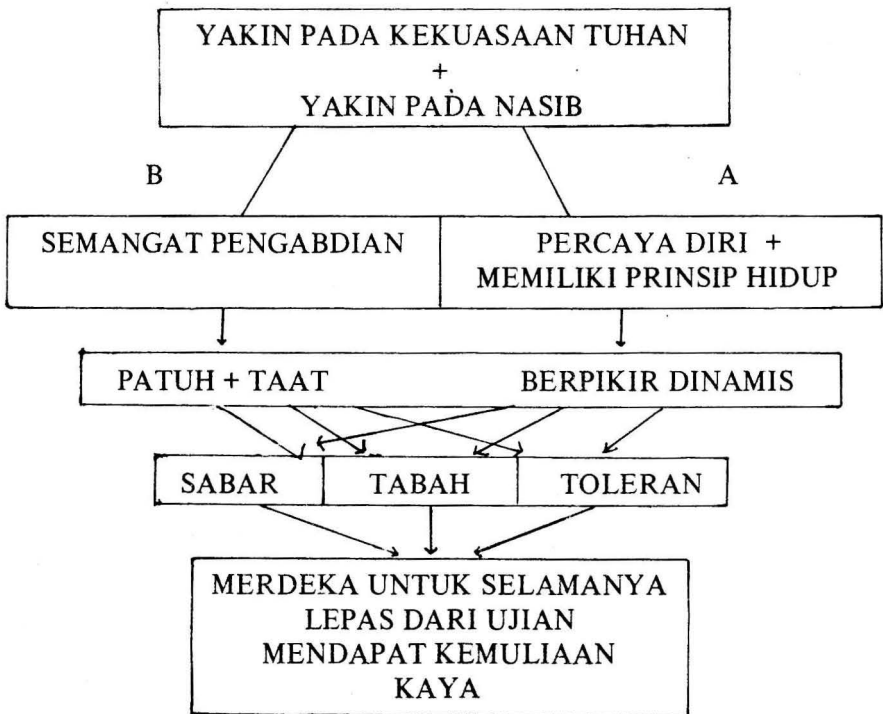 YAKIN PADA KEKUASAAN TUHAN
+
YAKIN PADA NASIB
B
A
SEMANGAT PENGABDIAN
PERCAYA DIRI +
MEMILIKI PRINSIP HIDUP
PATUH + TAAT
BERPIKIR DINAMIS
SABAR
TABAH
TOLERAN
MERDEKA UNTUK SELAMANYA
LEPAS DARI UJIAN
MENDAPAT KEMULIAAN
KAYA